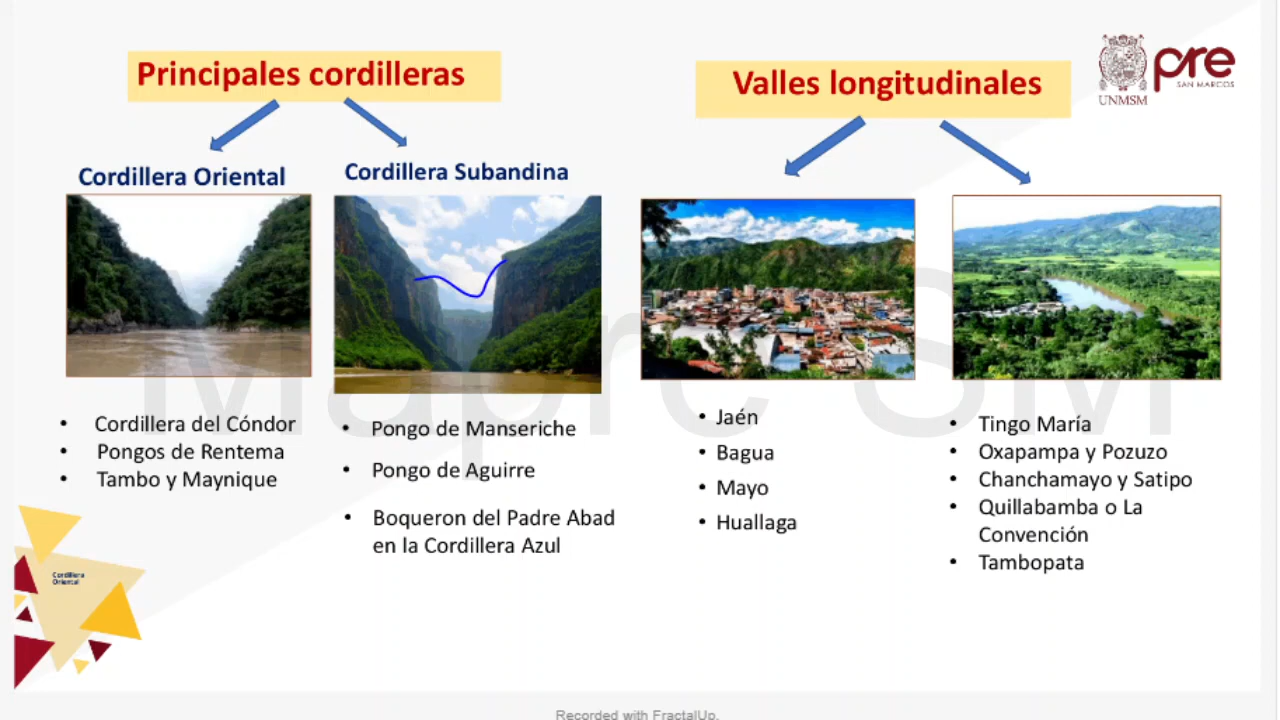 Principales cordilleras
Valles longitudinales
UNMSM
pre
SAN MARCOS
Cordillera Oriental
Cordillera Subandina
• Cordillera del Cóndor
• Pongos de Rentema
• Tambo y Maynique
• Pongo de Manseriche
• Pongo de Aguirre
• Boqueron del Padre Abad
en la Cordillera Azul
• Jaén
• Bagua
• Mayo
• Huallaga
• Tingo María
• Oxapampa y Pozuzo
• Chanchamayo y Satipo
• Quillabamba o La
Convención
• Tambopata
Cordillera
Oriental
Mapre SM
Recorded with FractalUp.